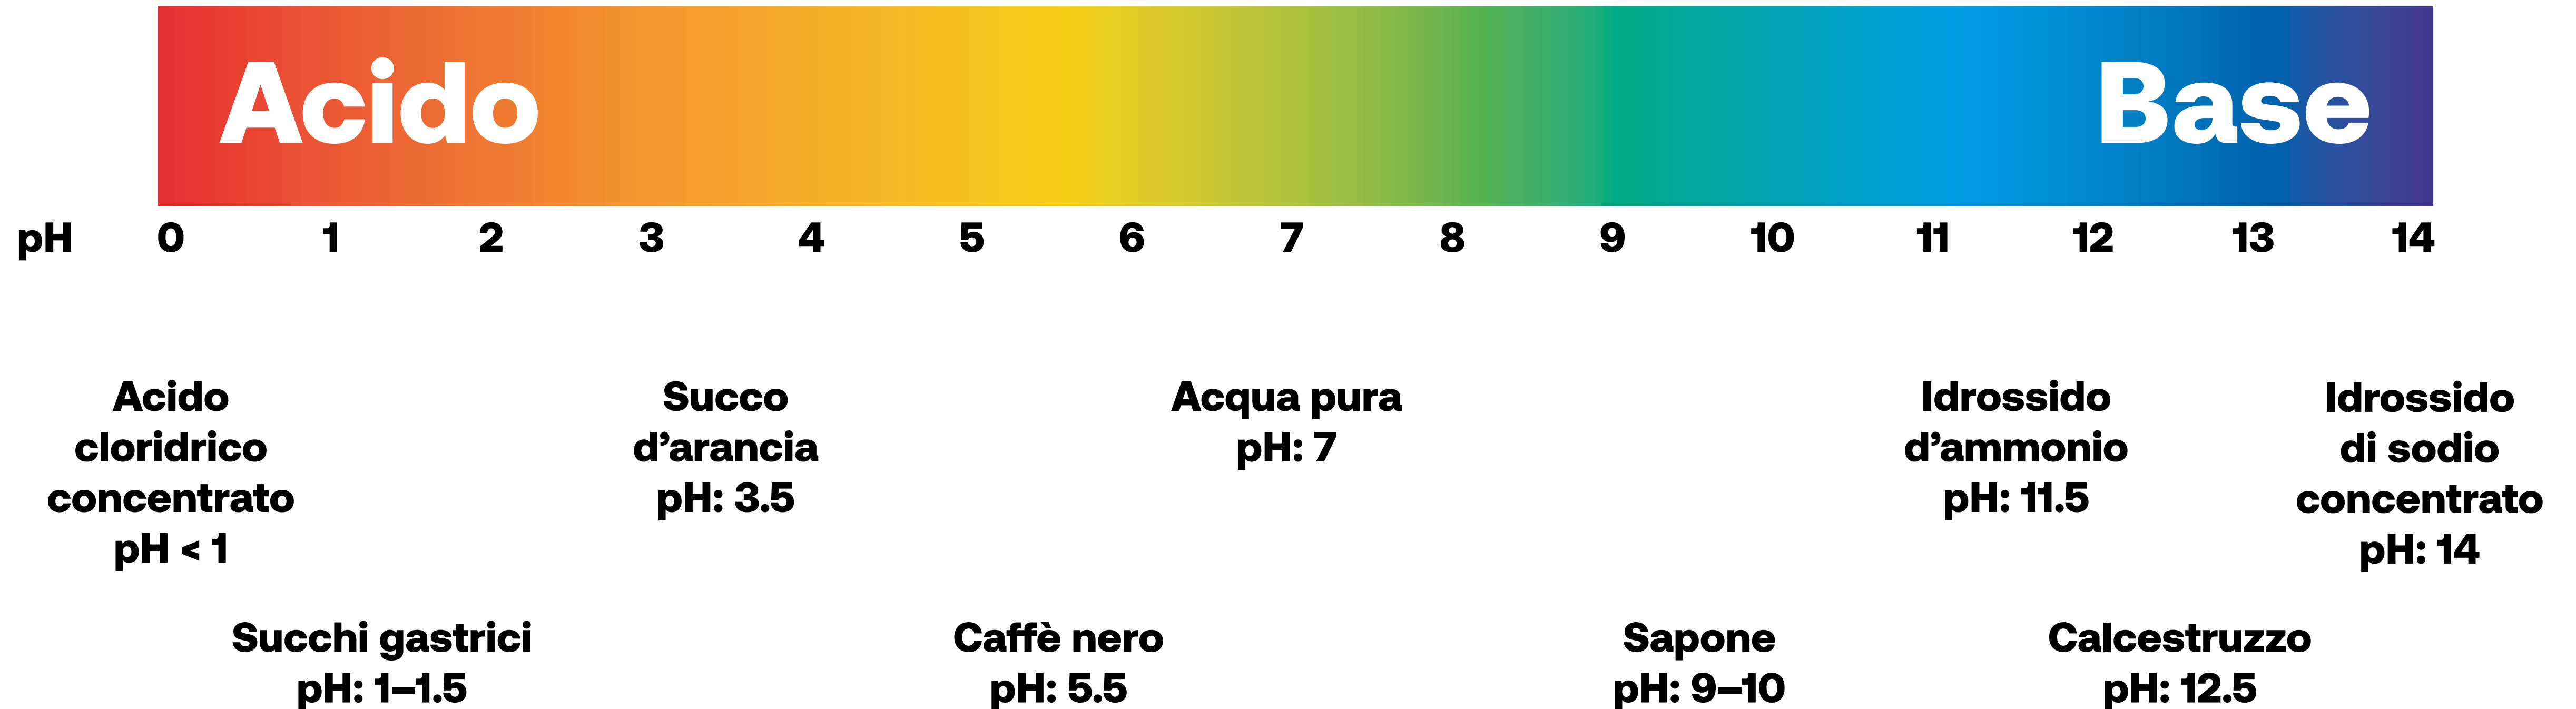 Acido Base
pH 0 1 2 3 4 5 6 7 8 9 10 11 12 13 14
Acido
cloridrico
concentrato
pH < 1
Succo
d’arancia
pH: 3.5
Acqua pura
pH: 7
Idrossido
d’ammonio
pH: 11.5
Idrossido
di sodio
concentrato
pH: 14
Succhi gastrici
pH: 1–1.5
Caffè nero
pH: 5.5
Sapone
pH: 9–10
Calcestruzzo
pH: 12.5